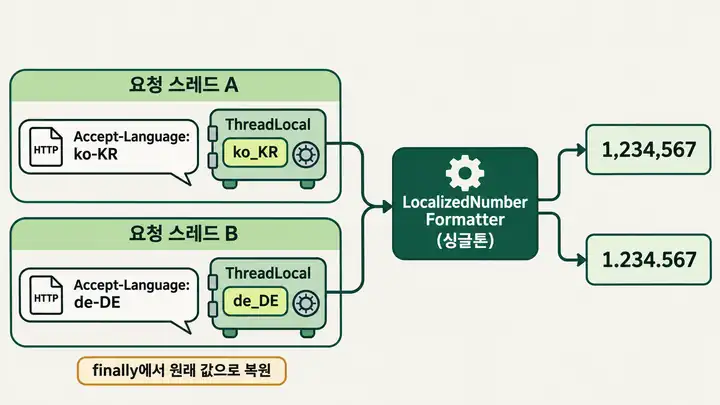 요청 스레드 A
HTTP
Accept-Language:
ko-KR
ThreadLocal
ko_KR
요청 스레드 B
HTTP
Accept-Language:
de-DE
ThreadLocal
de_DE
finally에서 원래 값으로 복원
LocalizedNumber
Formatter
(싱글톤)
1,234,567
1.234.567